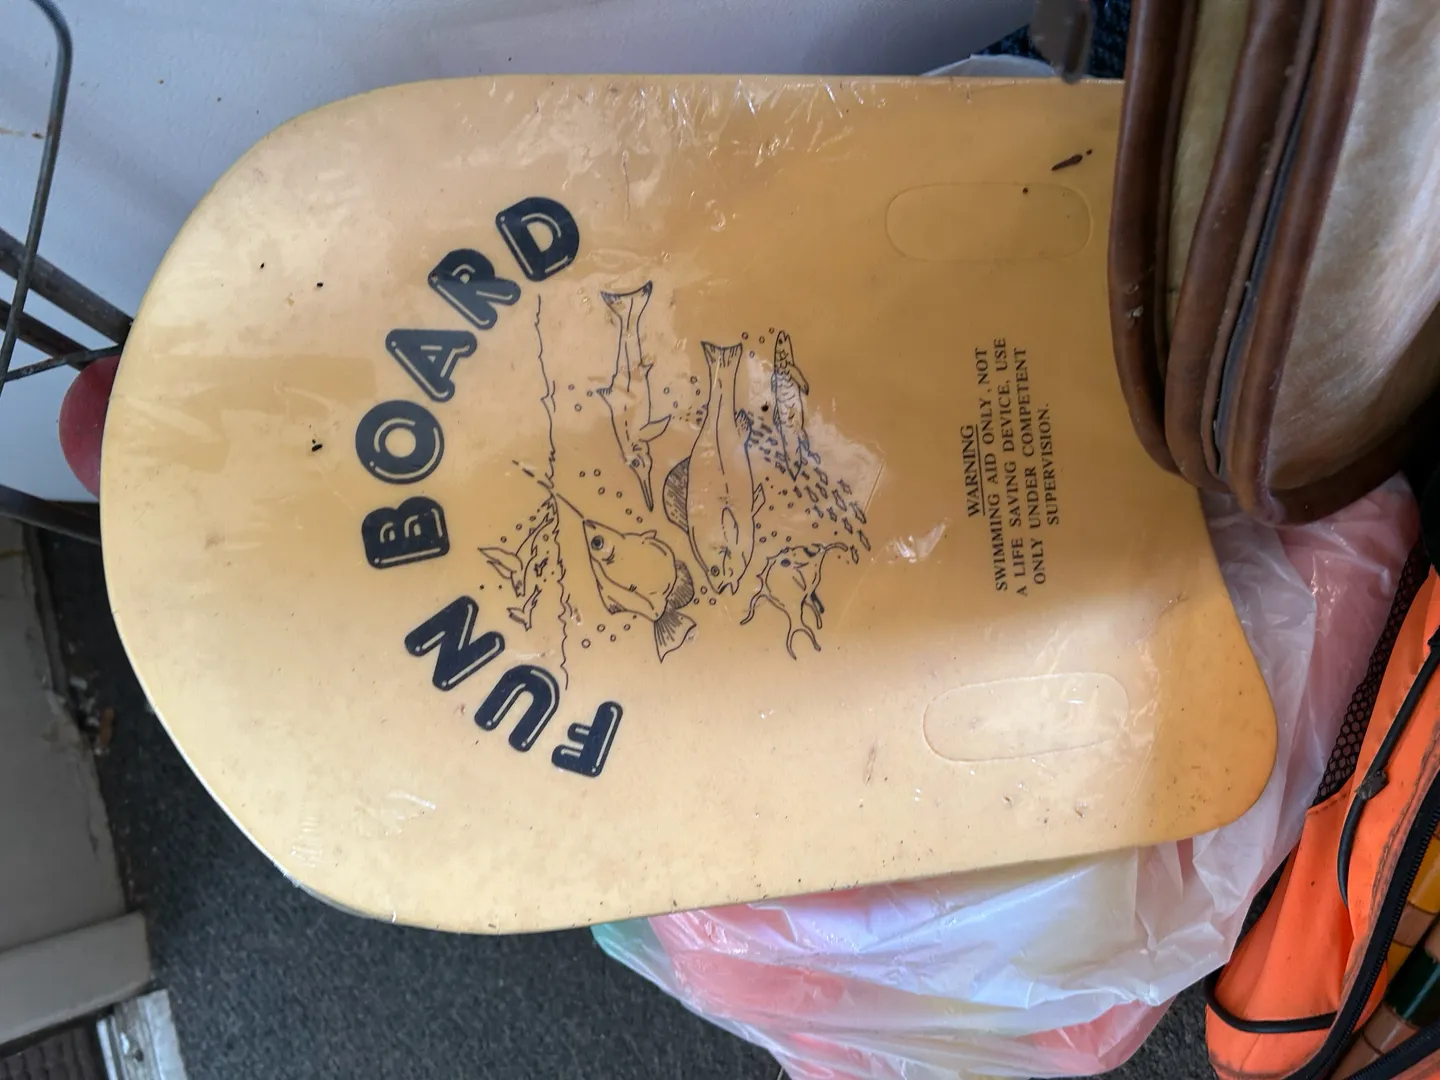 FUN BOARD
WARNING
SWIMMING AID ONLY, NOT
A LIFE SAVING DEVICE, USE
ONLY UNDER COMPETENT
SUPERVISION.